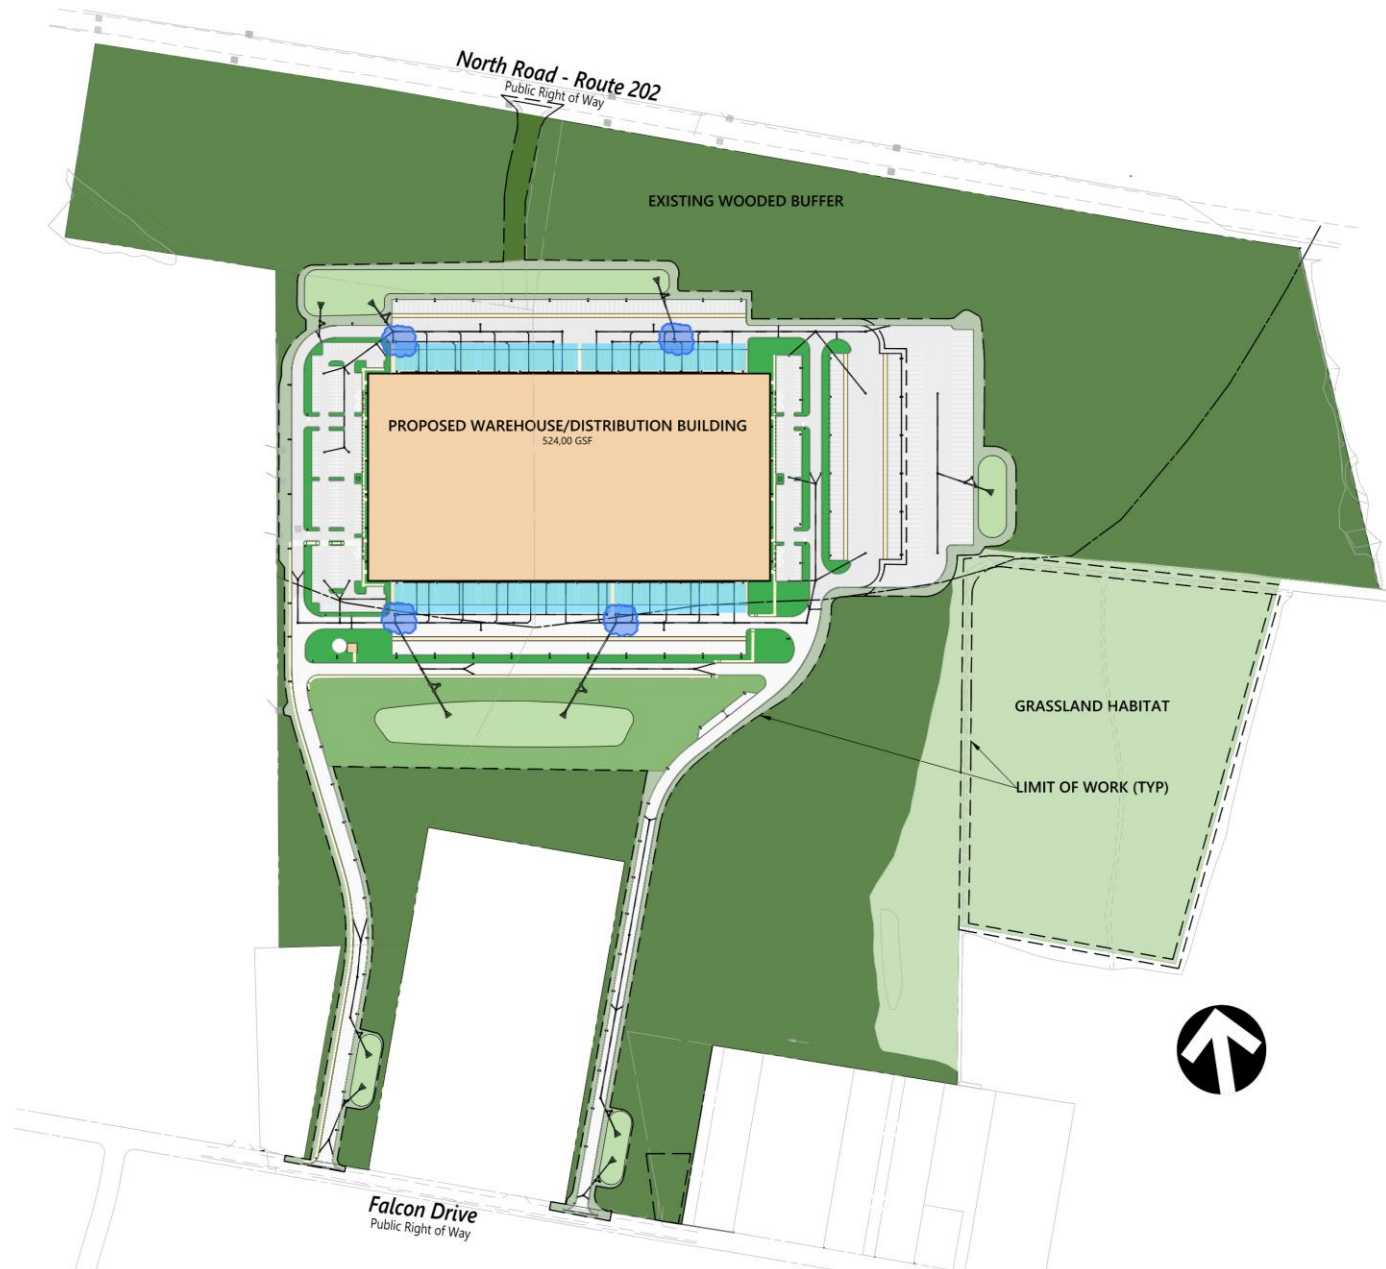 North Road - Route 202
Public Right of Way
EXISTING WOODED BUFFER
PROPOSED WAREHOUSE/DISTRIBUTION BUILDING
524,00 GSF
GRASSLAND HABITAT
LIMIT OF WORK (TYP)
Falcon Drive
Public Right of Way